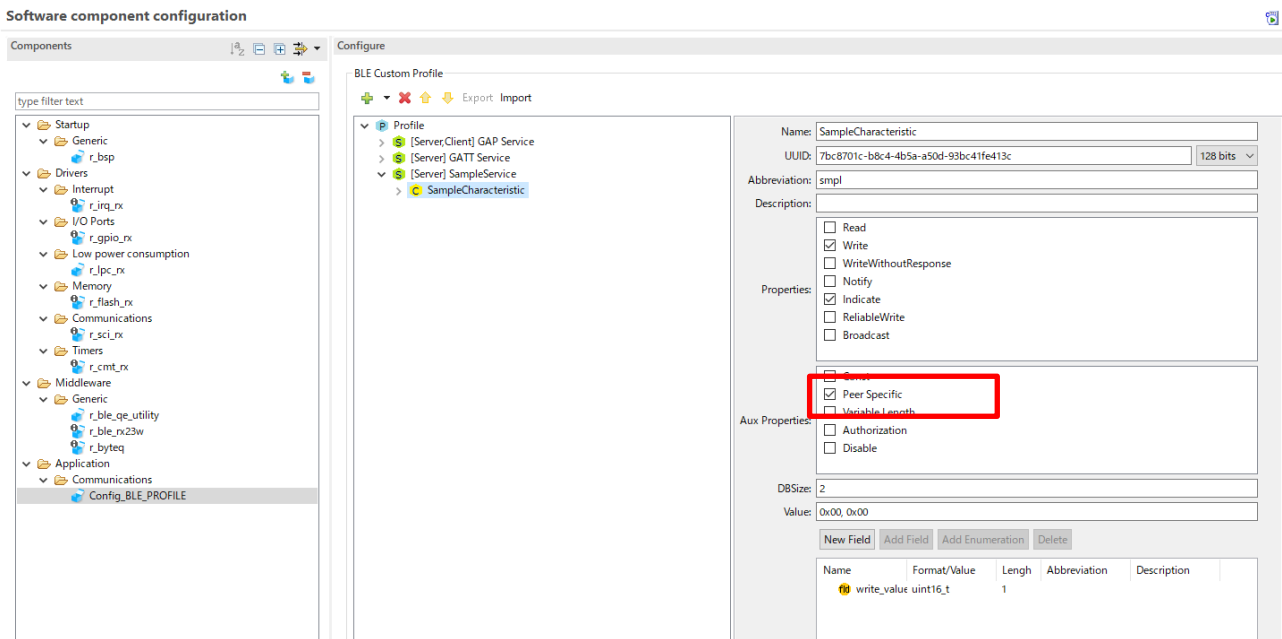 Software component configuration
Components
Configure
type filter text
Startup
Generic
r_bsp
Drivers
Interrupt
r_irq_rx
I/O Ports
r_gpio_rx
Low power consumption
r_lpc_rx
Memory
r_flash_rx
Communications
r_sci_rx
Timers
r_cmt_rx
Middleware
Generic
r_ble_qe_utility
r_ble_rx23w
r_byteq
Application
Communications
Config_BLE_PROFILE
BLE Custom Profile
Export Import
P Profile
S [Server,Client] GAP Service
S [Server] GATT Service
S [Server] SampleService
C SampleCharacteristic
Name: SampleCharacteristic
UUID: 7bc8701c-b8c4-4b5a-a50d-93bc41fe413c 128 bits
Abbreviation: smpl
Description:
Properties:
Read
Write
WriteWithoutResponse
Notify
Indicate
ReliableWrite
Broadcast
Aux Properties:
Const
Peer Specific
Variable Length
Authorization
Disable
DBSize: 2
Value: 0x00, 0x00
New Field Add Field Add Enumeration Delete
Name Format/Value Lengh Abbreviation Description
fld write_value uint16_t 1